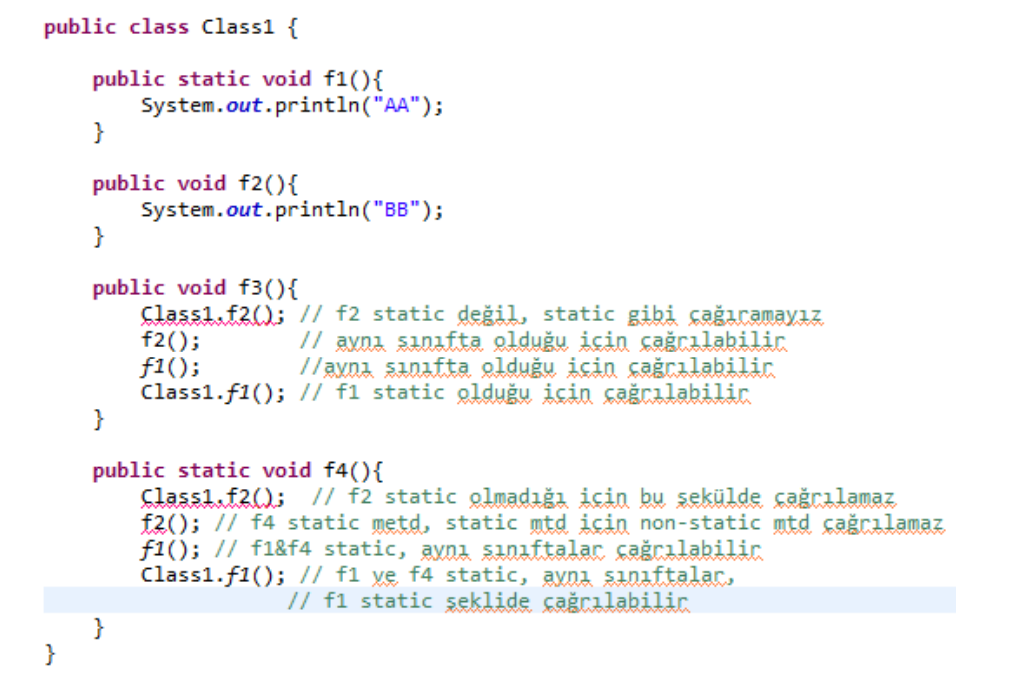 public class Class1 {
public static void f1(){
System.out.println("AA");
}
public void f2(){
System.out.println("BB");
}
public void f3(){
Class1.f2(); // f2 static değil, static gibi çağıramayız
f2(); // aynı sınıfta olduğu için çağrılabilir
f1(); //aynı sınıfta olduğu için çağrılabilir
Class1.f1(); // f1 static olduğu için çağrılabilir
}
public static void f4(){
Class1.f2(); // f2 static olmadığı için bu şekülde çağrılamaz
f2(); // f4 static metd, static mtd için non-static mtd çağrılamaz
f1(); // f1&f4 static, aynı sınıftalar çağrılabilir
Class1.f1(); // f1 ve f4 static, aynı sınıftalar,
// f1 static şeklide çağrılabilir
}
}